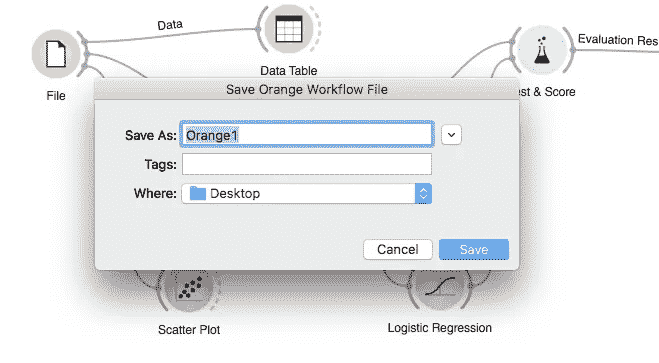 Data
Data Table
File
Evaluation Res
st & Score
Save Orange Workflow File
Save As: Orange1
Tags:
Where: Desktop
Cancel Save
Scatter Plot
Logistic Regression